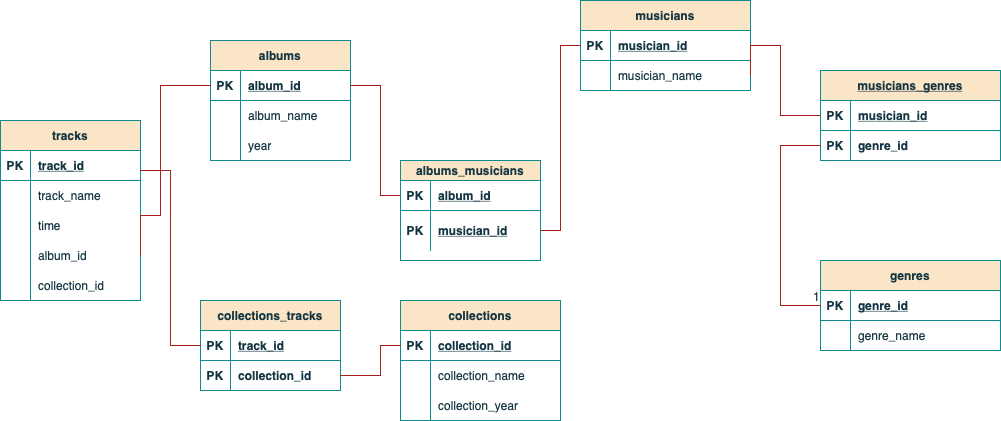 musicians
PK musician_id
musician_name
albums
PK album_id
album_name
year
musicians_genres
PK musician_id
PK genre_id
tracks
PK track_id
track_name
time
album_id
collection_id
albums_musicians
PK album_id
PK musician_id
genres
1
PK genre_id
genre_name
collections_tracks
PK track_id
PK collection_id
collections
PK collection_id
collection_name
collection_year